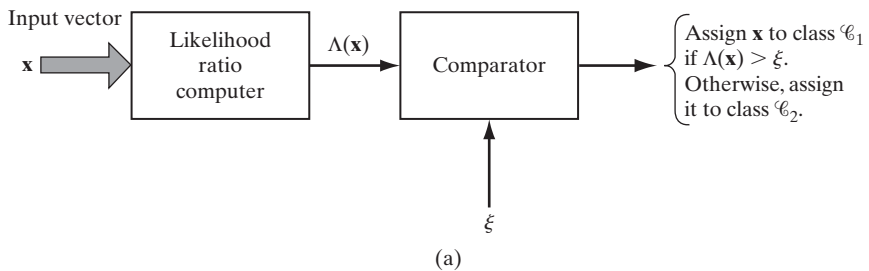 Input vector
x
Likelihood
ratio
computer
Λ(x)
Comparator
ξ
Assign x to class 𝒞₁
if Λ(x) > ξ.
Otherwise, assign
it to class 𝒞₂.
(a)